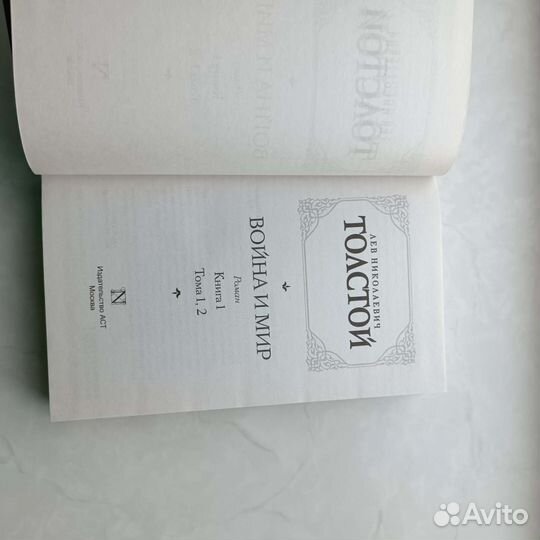 ЛЕВ НИКОЛАЕВИЧ
ТОЛСТОЙ
ВОЙНА И МИР
Роман
Книга 1
Тома 1, 2
N
Издательство АСТ
Москва
Avito